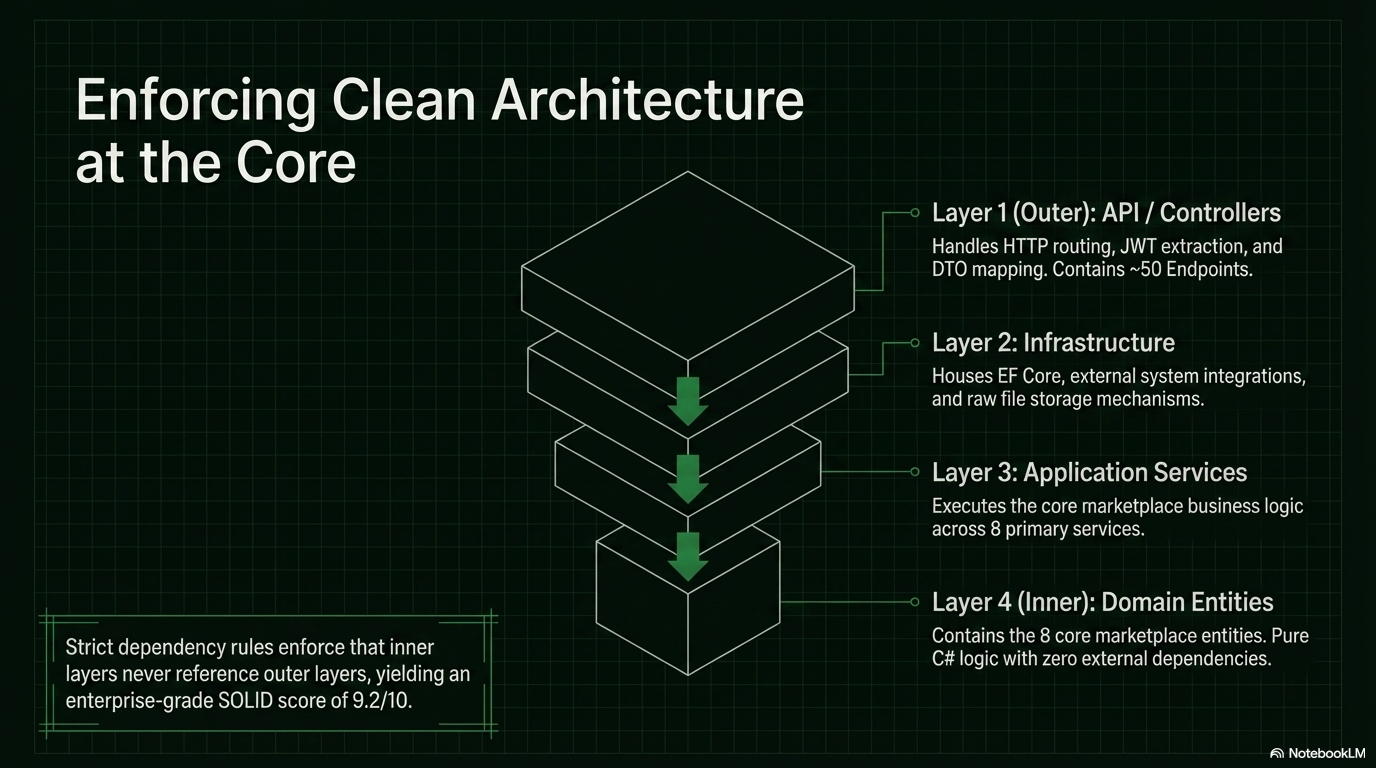 Enforcing Clean Architecture
at the Core
Layer 1 (Outer): API / Controllers
Handles HTTP routing, JWT extraction, and
DTO mapping. Contains ~50 Endpoints.
Layer 2: Infrastructure
Houses EF Core, external system integrations,
and raw file storage mechanisms.
Layer 3: Application Services
Executes the core marketplace business logic
across 8 primary services.
Layer 4 (Inner): Domain Entities
Contains the 8 core marketplace entities. Pure
C# logic with zero external dependencies.
Strict dependency rules enforce that inner
layers never reference outer layers, yielding an
enterprise-grade SOLID score of 9.2/10.
NotebookLM